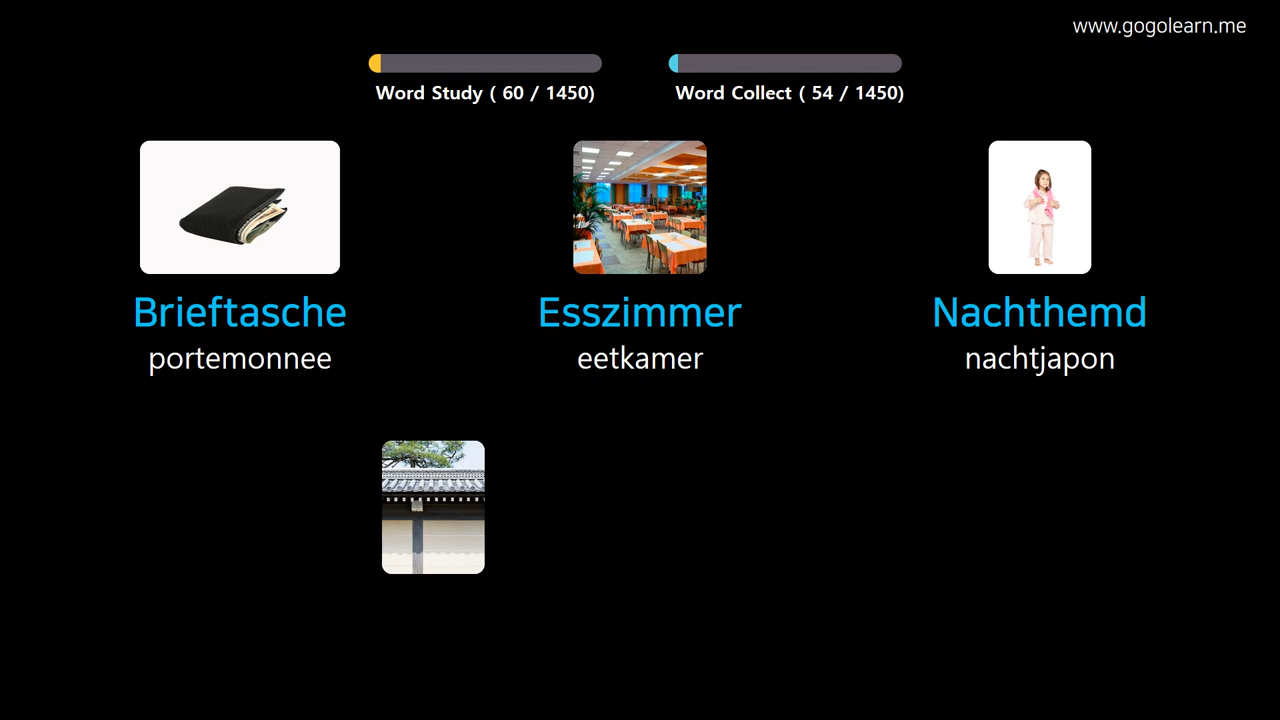 www.gogolearn.me
Word Study ( 60 / 1450)
Word Collect ( 54 / 1450)
Brieftasche
portemonnee
Esszimmer
eetkamer
Nachthemd
nachtjapon